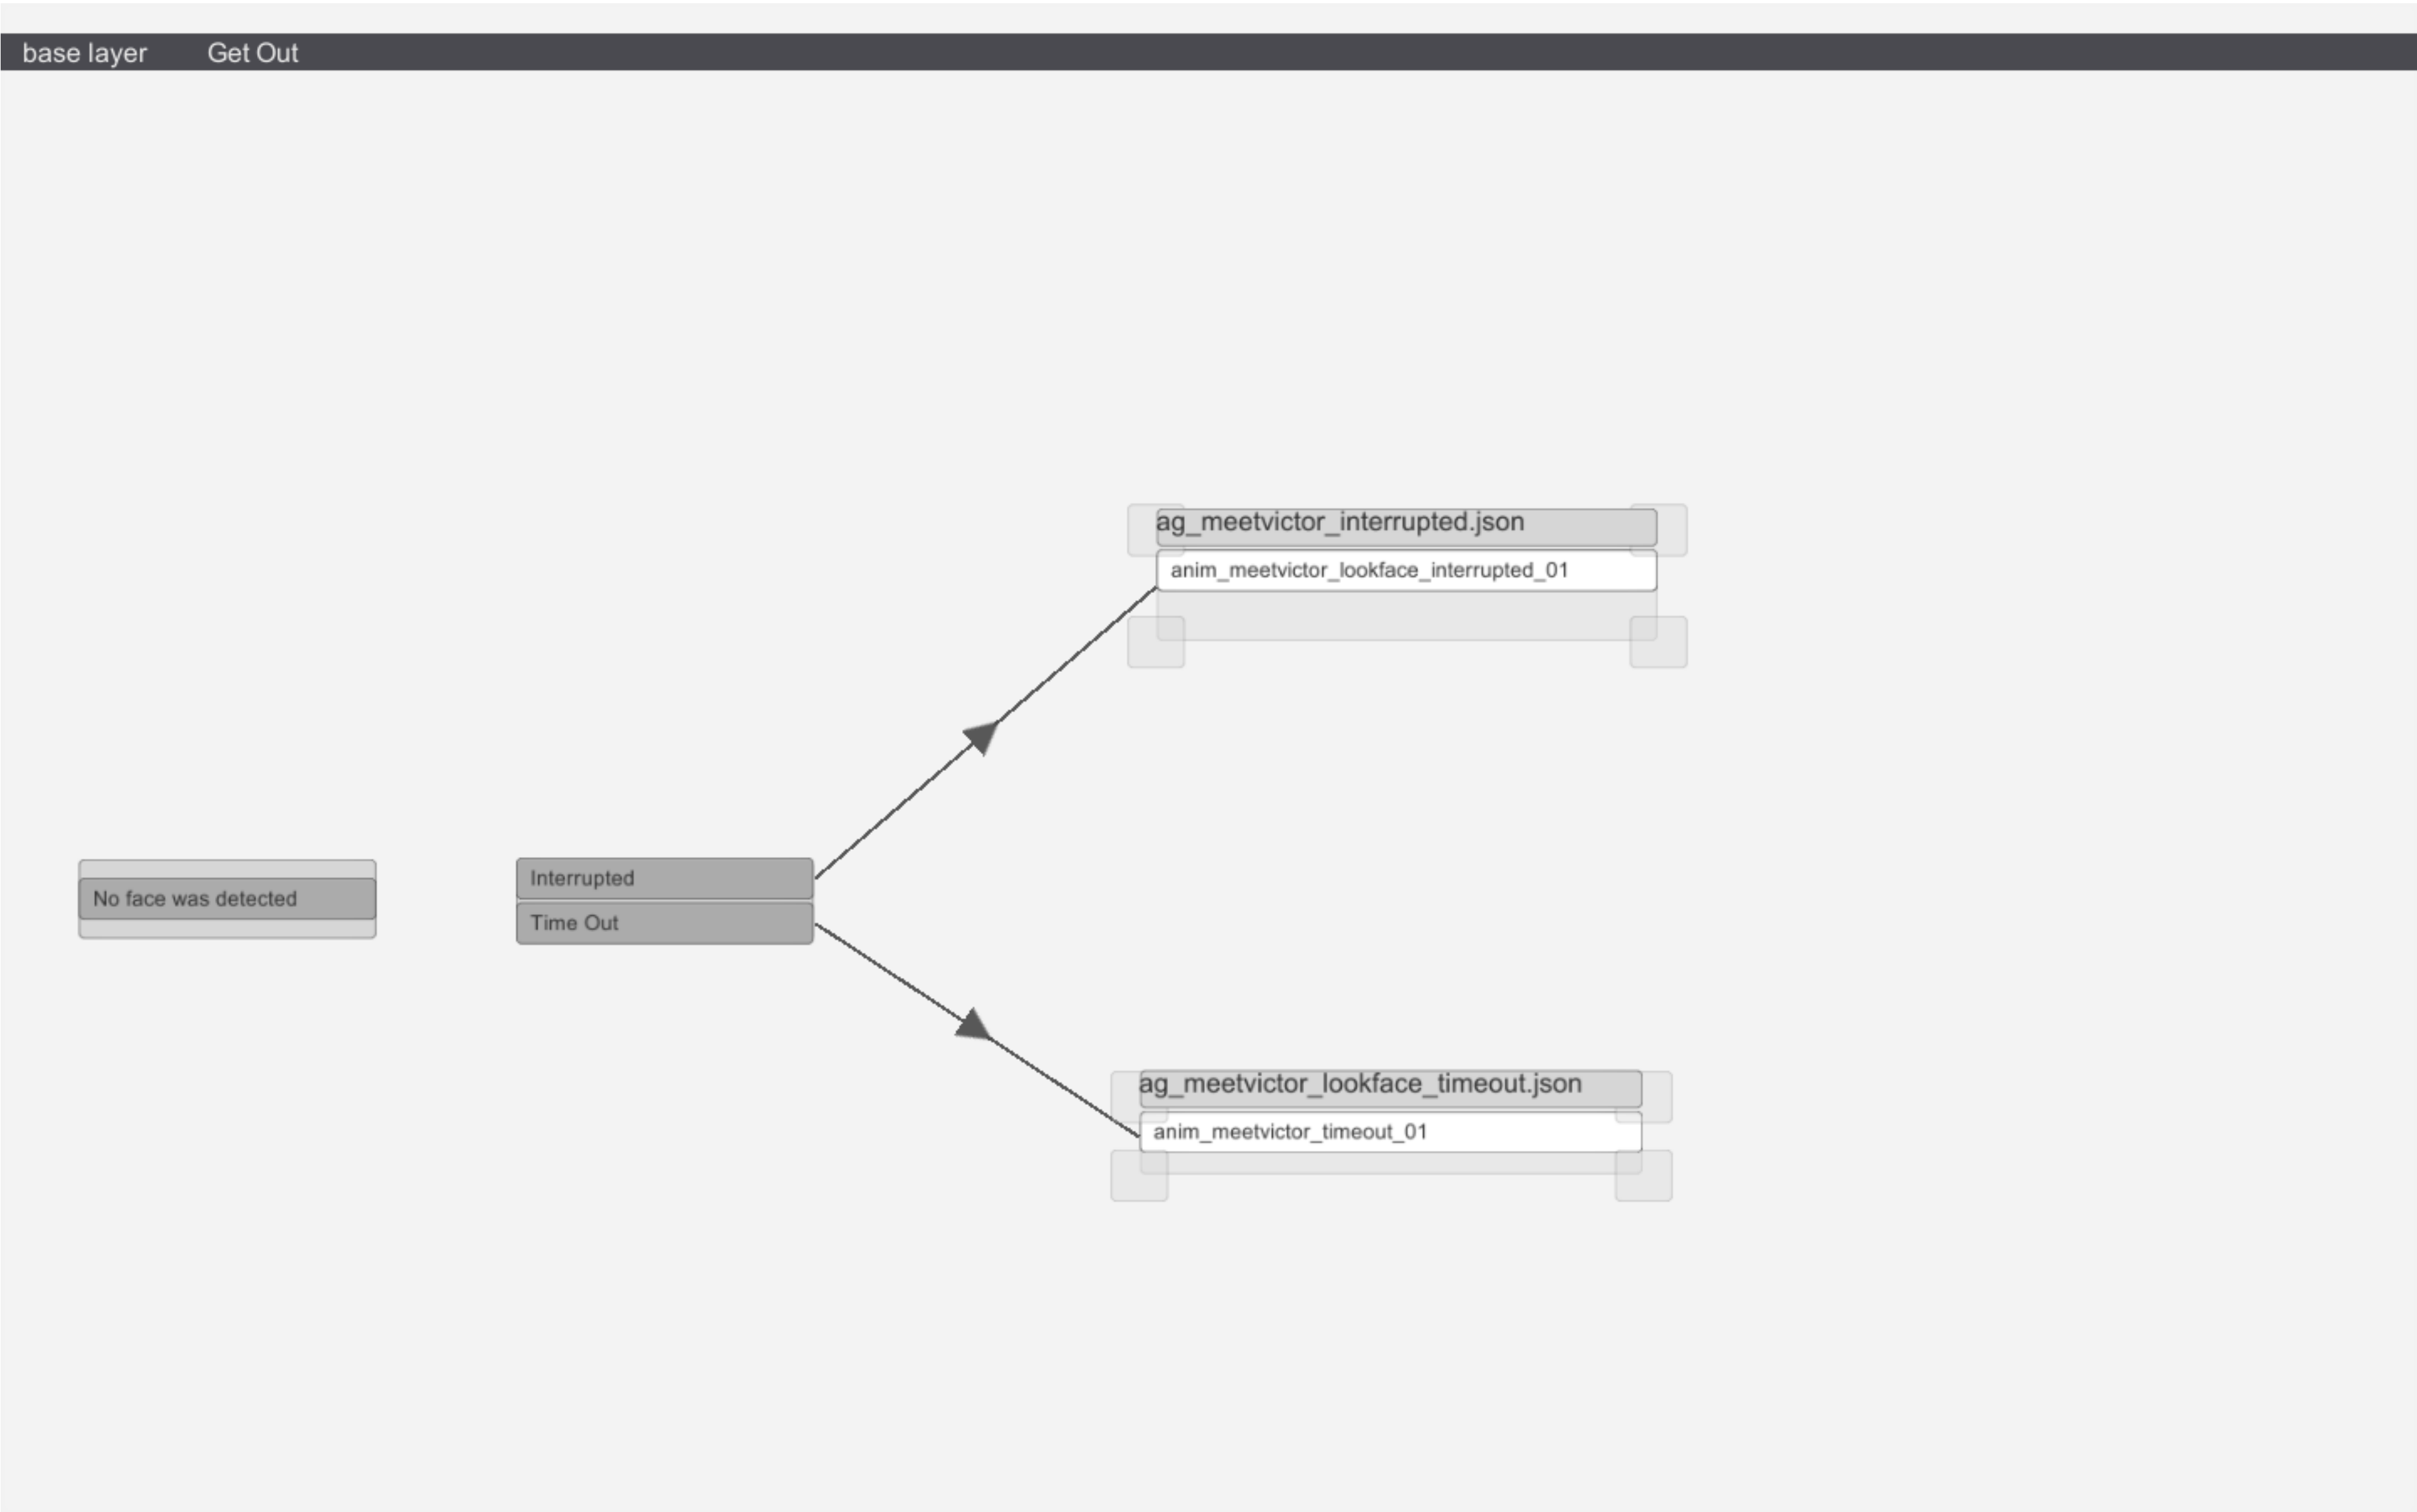 base layer Get Out
ag_meetvictor_interrupted.json
anim_meetvictor_lookface_interrupted_01
No face was detected
Interrupted
Time Out
ag_meetvictor_lookface_timeout.json
anim_meetvictor_timeout_01